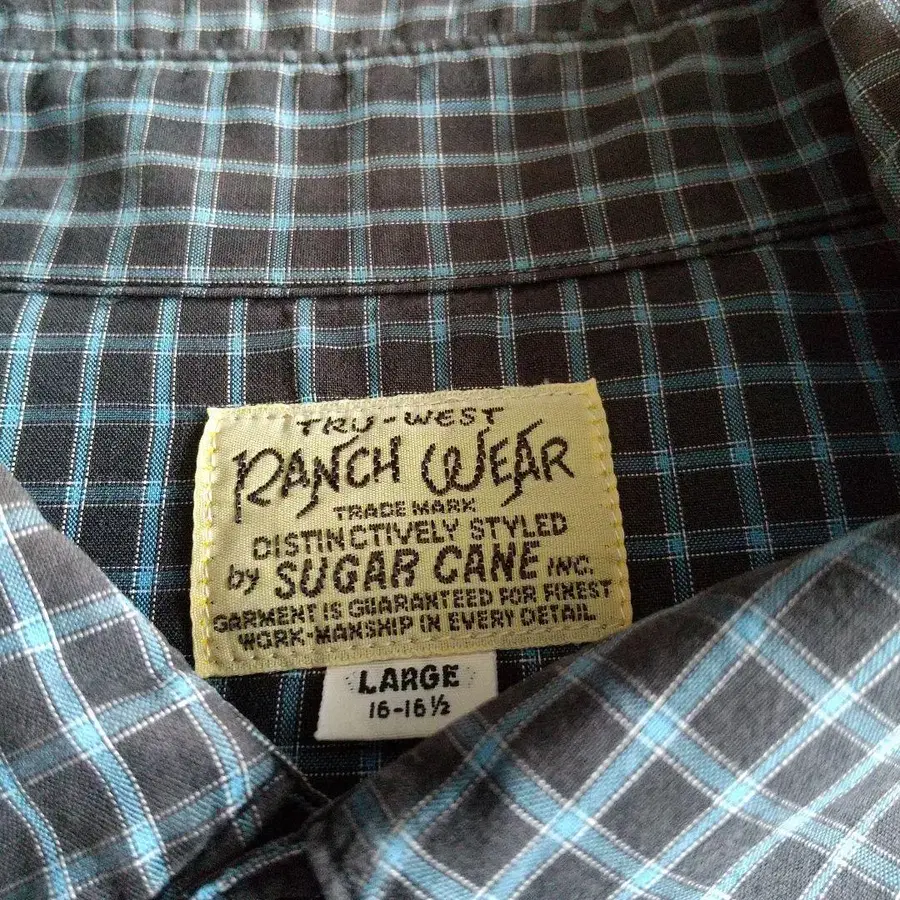 TRU-WEST
RANCH WEAR
TRADE MARK
DISTINCTIVELY STYLED
by SUGAR CANE INC.
GARMENT IS GUARANTEED FOR FINEST
WORK-MANSHIP IN EVERY DETAIL
LARGE
16-16½